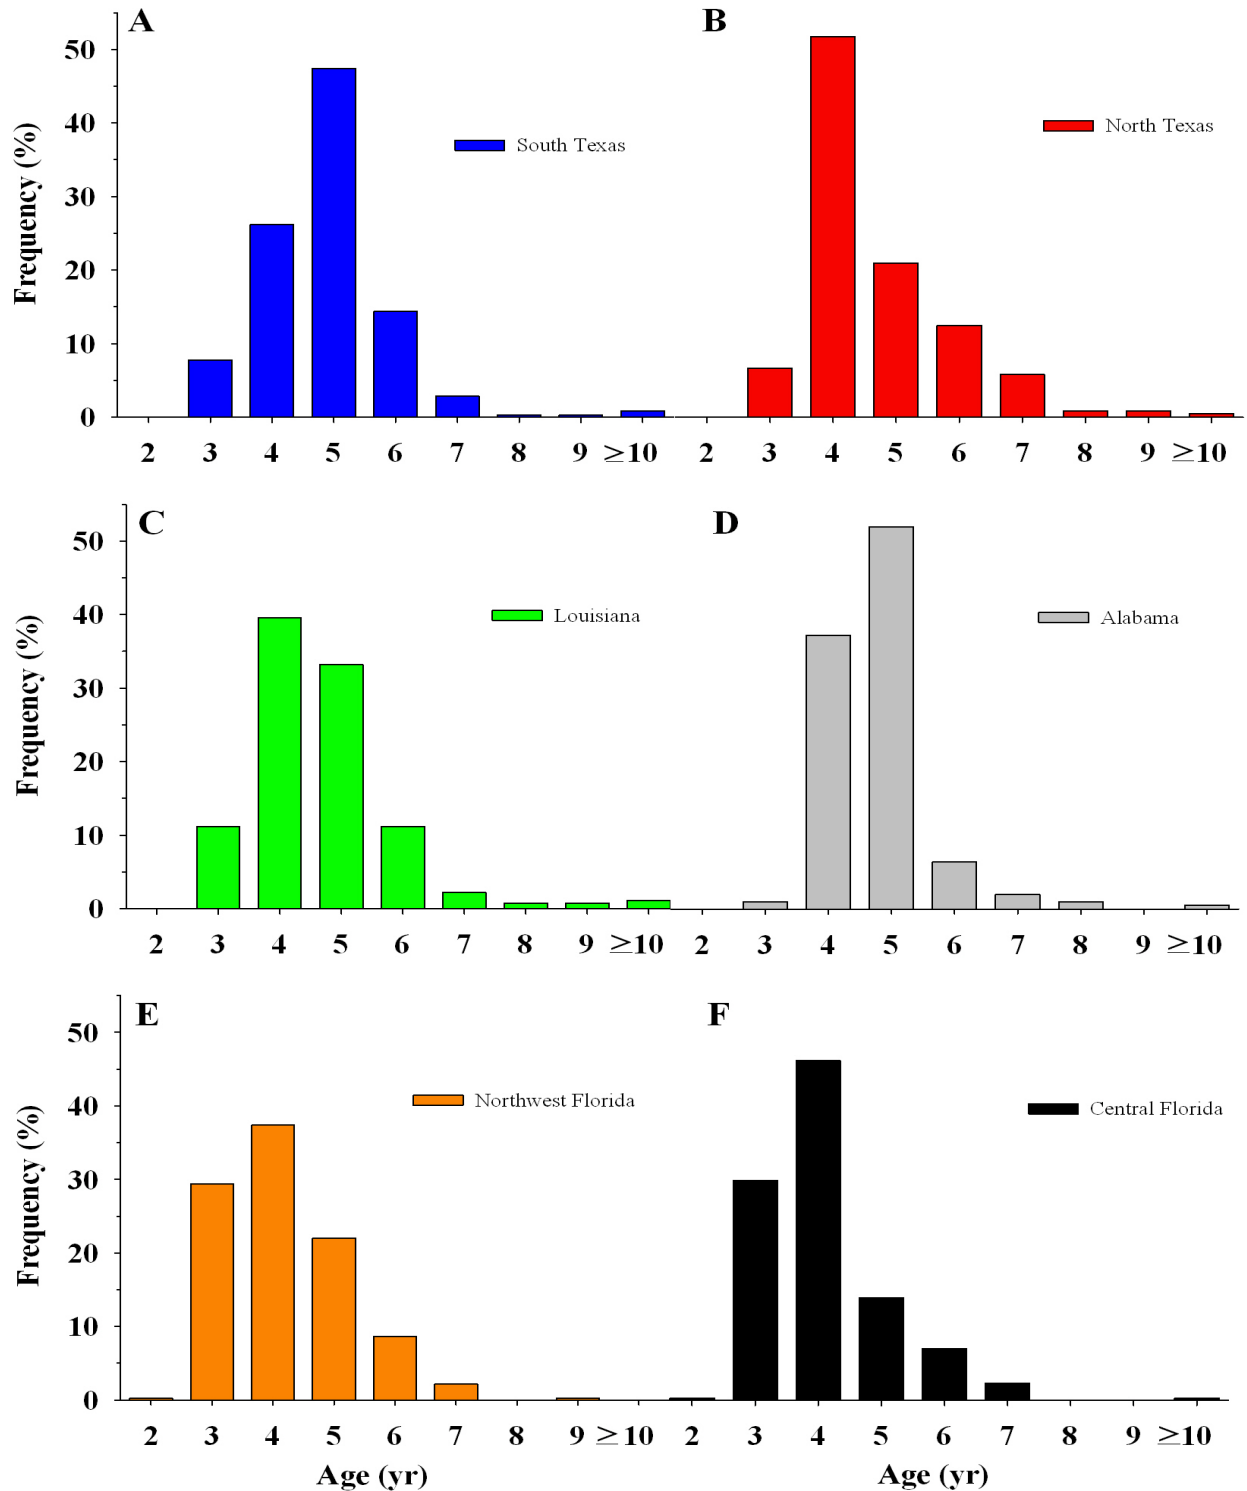 A
B
50
40
30
20
10
0
Frequency (%)
South Texas
North Texas
2 3 4 5 6 7 8 9 ≥10 2 3 4 5 6 7 8 9 ≥10
C
D
50
40
30
20
10
0
Frequency (%)
Louisiana
Alabama
2 3 4 5 6 7 8 9 ≥10 2 3 4 5 6 7 8 9 ≥10
E
F
50
40
30
20
10
0
Frequency (%)
Northwest Florida
Central Florida
2 3 4 5 6 7 8 9 ≥10 2 3 4 5 6 7 8 9 ≥10
Age (yr)
Age (yr)